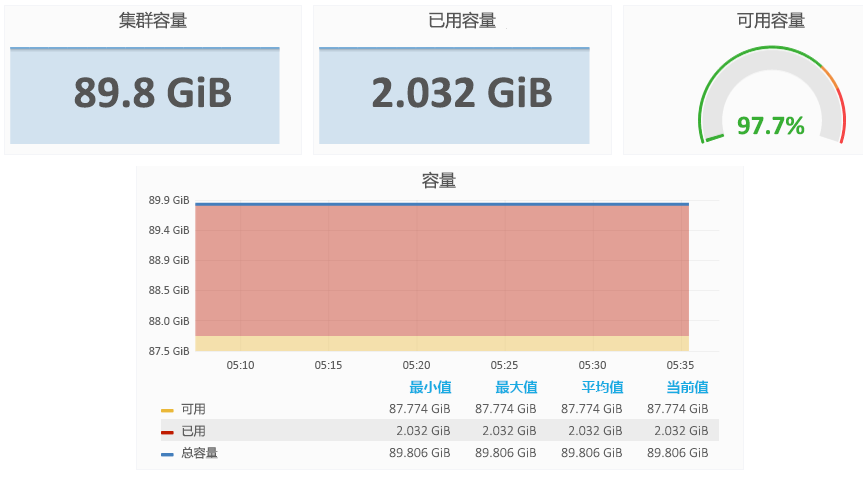 集群容量
已用容量
可用容量
89.8 GiB
2.032 GiB
97.7%
容量
89.9 GiB
89.4 GiB
88.9 GiB
88.5 GiB
88.0 GiB
87.5 GiB
05:10 05:15 05:20 05:25 05:30 05:35
最小值 最大值 平均值 当前值
可用 87.774 GiB 87.774 GiB 87.774 GiB 87.774 GiB
已用 2.032 GiB 2.032 GiB 2.032 GiB 2.032 GiB
总容量 89.806 GiB 89.806 GiB 89.806 GiB 89.806 GiB